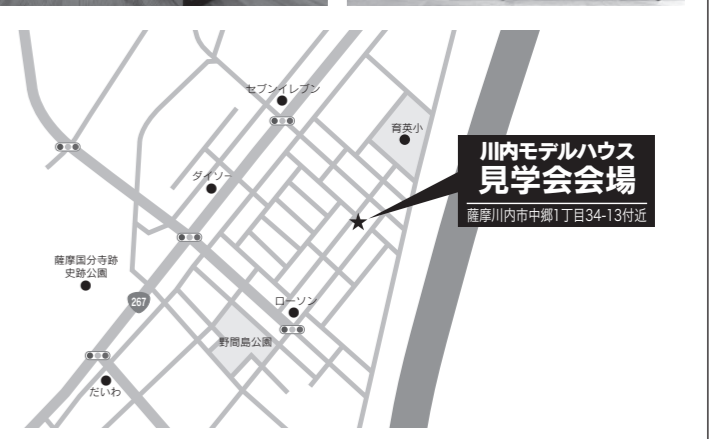 セブンイレブン
育英小
川内モデルハウス
見学会会場
薩摩川内市中郷1丁目34-13付近
ダイソー
薩摩国分寺跡
史跡公園
267
ローソン
野間島公園
だいわ